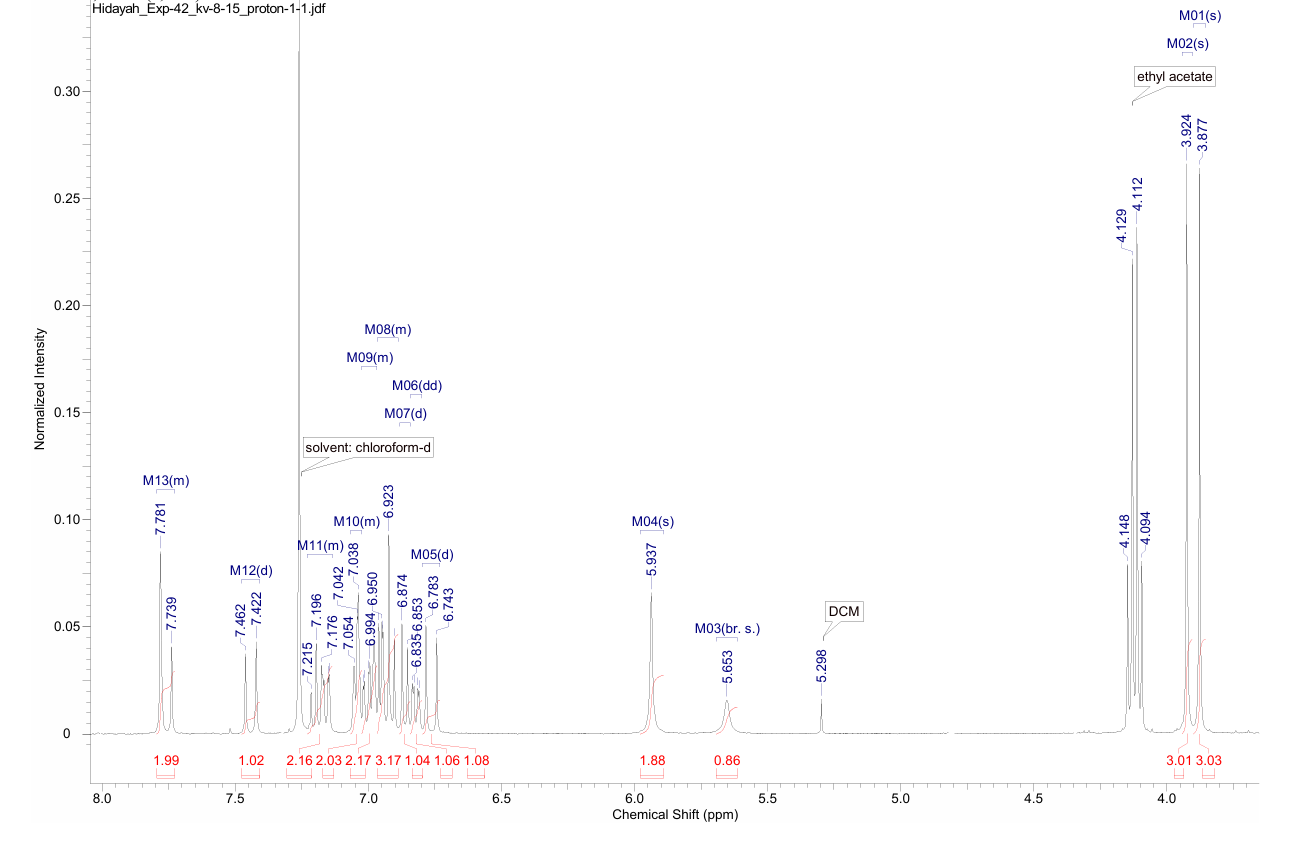 Hidayah_Exp-42_kv-8-15_proton-1-1.jdf
M01(s)
M02(s)
ethyl acetate
0.30
3.924
3.877
0.25
4.129
4.112
0.20
M08(m)
M09(m)
M06(dd)
M07(d)
0.15
solvent: chloroform-d
M13(m)
0.10
7.781
6.923
M10(m)
M04(s)
M11(m)
M05(d)
M12(d)
7.739
7.462
7.422
7.215
7.196
7.176
7.054
7.042
7.038
6.994
6.950
6.874
6.853
6.835
6.783
6.743
5.937
4.148
4.094
DCM
0.05
M03(br. s.)
5.653
5.298
0
1.99
1.02
2.16
2.03
2.17
3.17
1.04
1.06
1.08
1.88
0.86
3.01
3.03
8.0
7.5
7.0
6.5
6.0
5.5
5.0
4.5
4.0
Chemical Shift (ppm)
Normalized Intensity